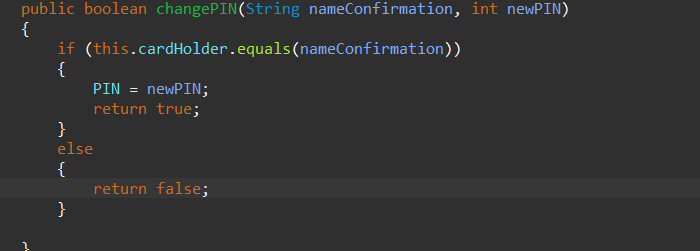 public boolean changePIN(String nameConfirmation, int newPIN)
{
    if (this.cardHolder.equals(nameConfirmation))
    {
        PIN = newPIN;
        return true;
    }
    else
    {
        return false;
    }
}